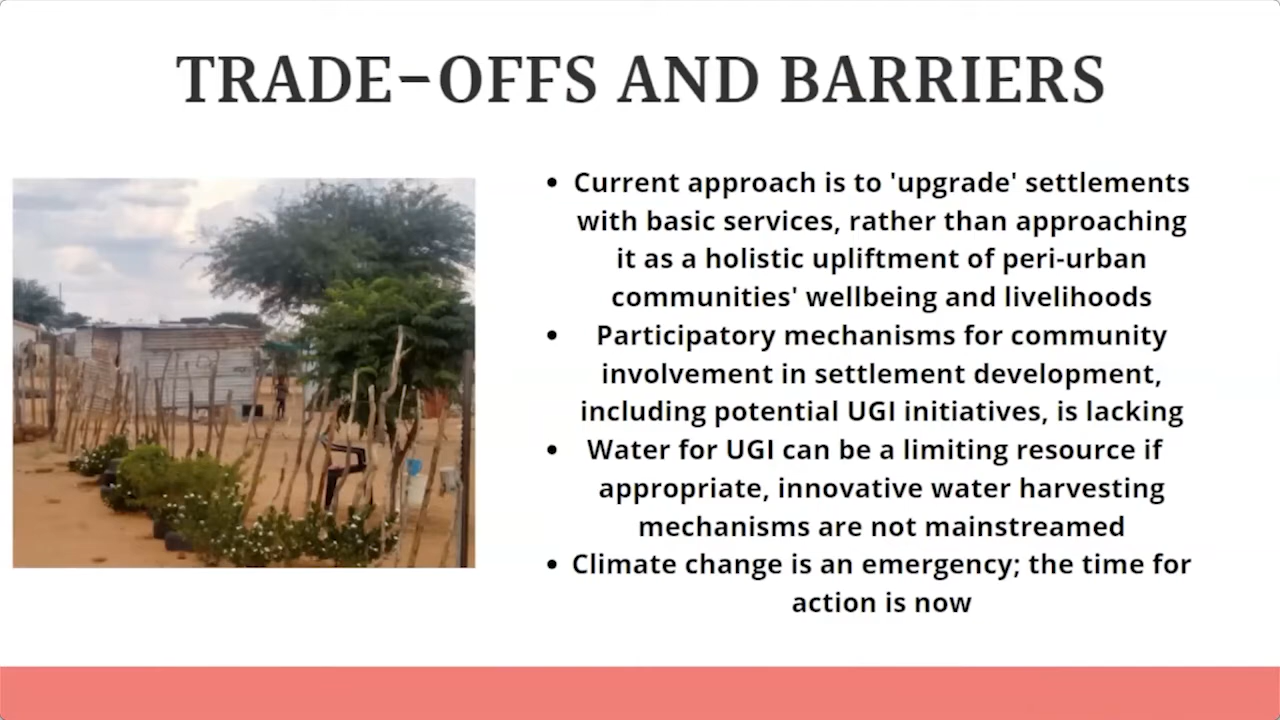 TRADE-OFFS AND BARRIERS
• Current approach is to 'upgrade' settlements
with basic services, rather than approaching
it as a holistic upliftment of peri-urban
communities' wellbeing and livelihoods
• Participatory mechanisms for community
involvement in settlement development,
including potential UGI initiatives, is lacking
• Water for UGI can be a limiting resource if
appropriate, innovative water harvesting
mechanisms are not mainstreamed
• Climate change is an emergency; the time for
action is now